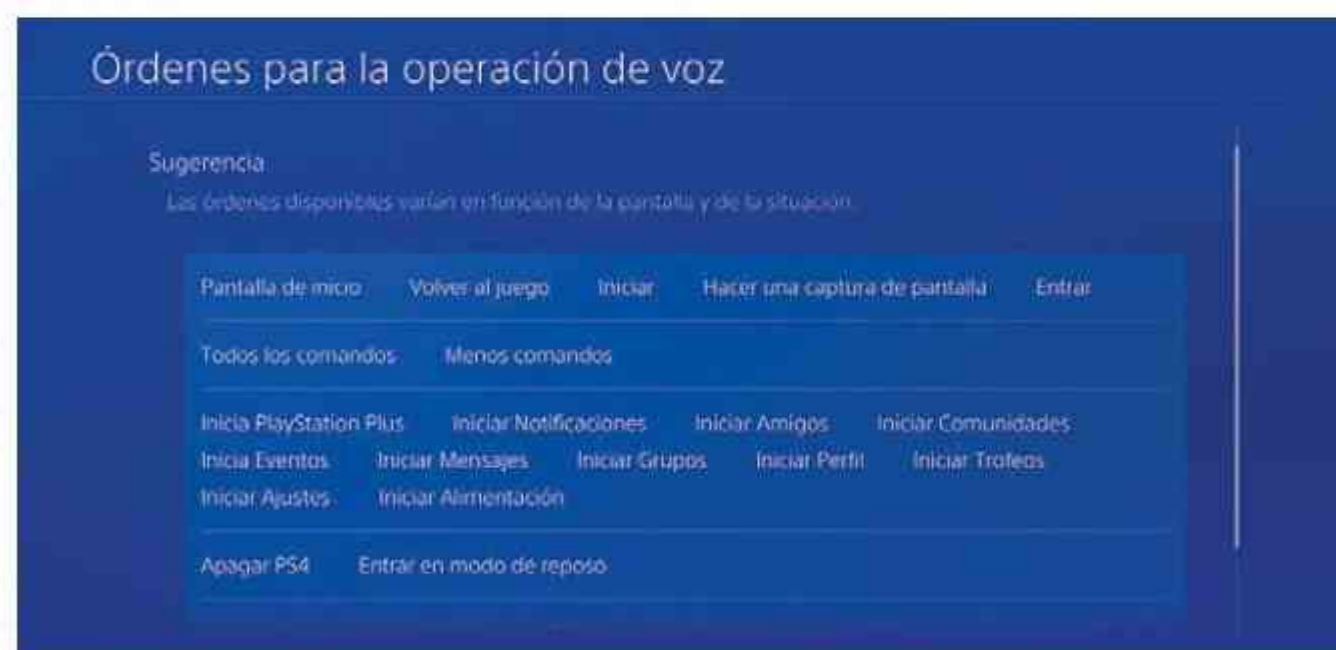 Órdenes para la operación de voz
Sugerencia
Las órdenes disponibles varían en función de la pantalla y de la situación.
Pantalla de inicio Volver al juego Iniciar Hacer una captura de pantalla Entrar
Todos los comandos Menos comandos
Inicia PlayStation Plus Iniciar Notificaciones Iniciar Amigos Iniciar Comunidades
Inicia Eventos Iniciar Mensajes Iniciar Grupos Iniciar Perfil Iniciar Trofeos
Iniciar Ajustes Iniciar Alimentación
Apagar PS4 Entrar en modo de reposo